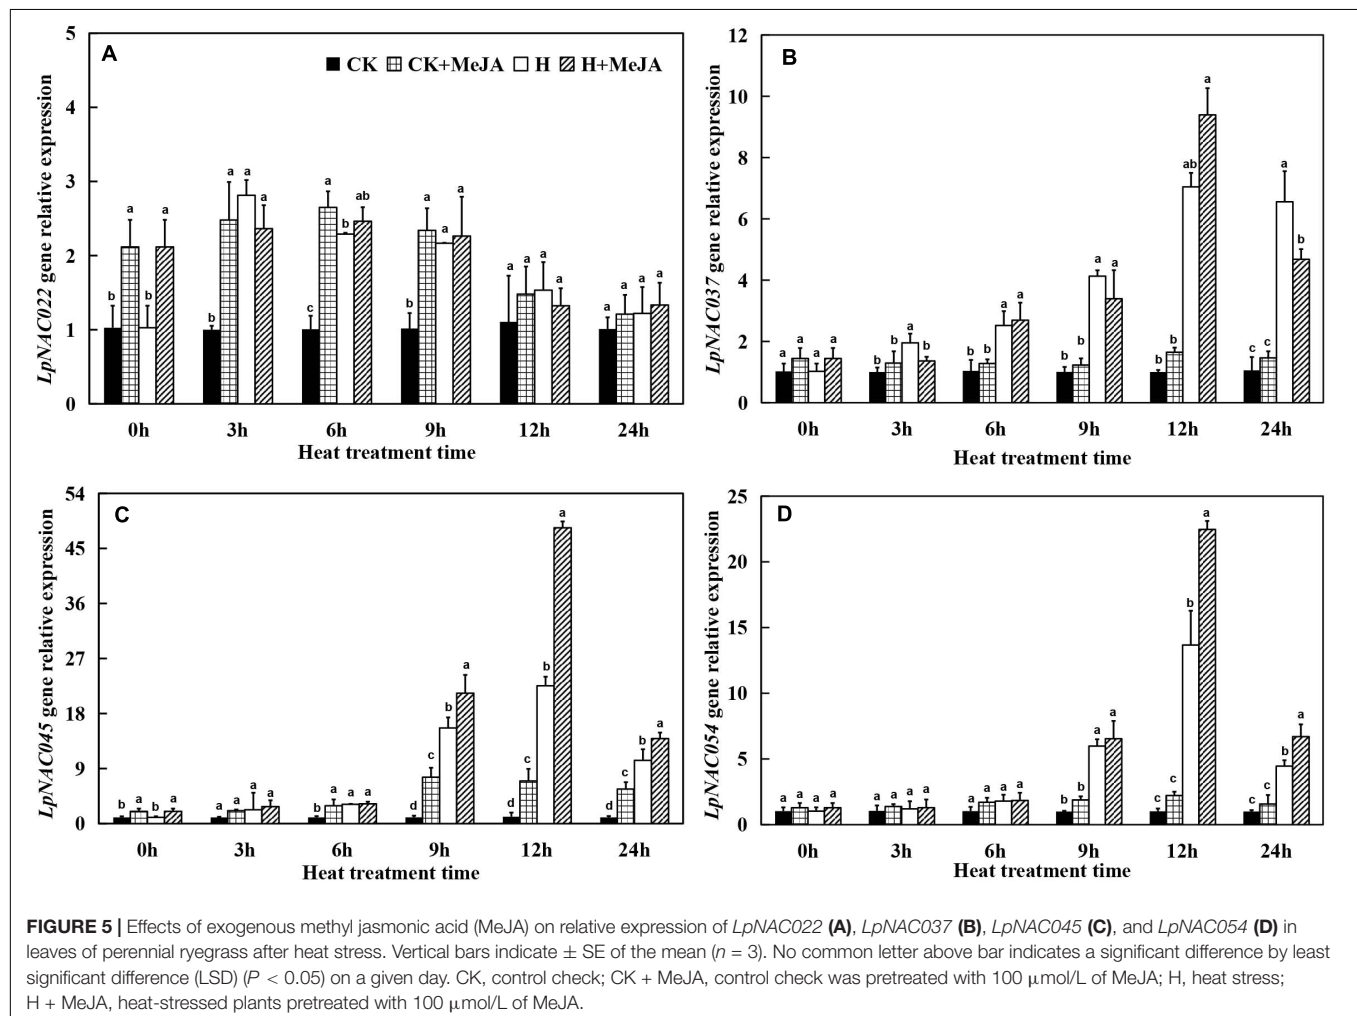 A
CK CK+MeJA H H+MeJA
LpNAC022 gene relative expression
5
4
3
2
1
0
b a b a
b a a a
c a b ab
b a a a
a a a a
a a a a
0h 3h 6h 9h 12h 24h
Heat treatment time
B
LpNAC037 gene relative expression
12
10
8
6
4
2
0
a a a a
b b a b
b b a a
b b a a
b b ab a
c c a b
0h 3h 6h 9h 12h 24h
Heat treatment time
C
LpNAC045 gene relative expression
54
45
36
27
18
9
0
b a b a
a a a a
b a a a
d c b a
d c b a
d c b a
0h 3h 6h 9h 12h 24h
Heat treatment time
D
LpNAC054 gene relative expression
25
20
15
10
5
0
a a a a
a a a a
a a a a
b b a a
c c b a
c c b a
0h 3h 6h 9h 12h 24h
Heat treatment time
FIGURE 5 | Effects of exogenous methyl jasmonic acid (MeJA) on relative expression of LpNAC022 (A), LpNAC037 (B), LpNAC045 (C), and LpNAC054 (D) in
leaves of perennial ryegrass after heat stress. Vertical bars indicate ± SE of the mean (n = 3). No common letter above bar indicates a significant difference by least
significant difference (LSD) (P < 0.05) on a given day. CK, control check; CK + MeJA, control check was pretreated with 100 μmol/L of MeJA; H, heat stress;
H + MeJA, heat-stressed plants pretreated with 100 μmol/L of MeJA.